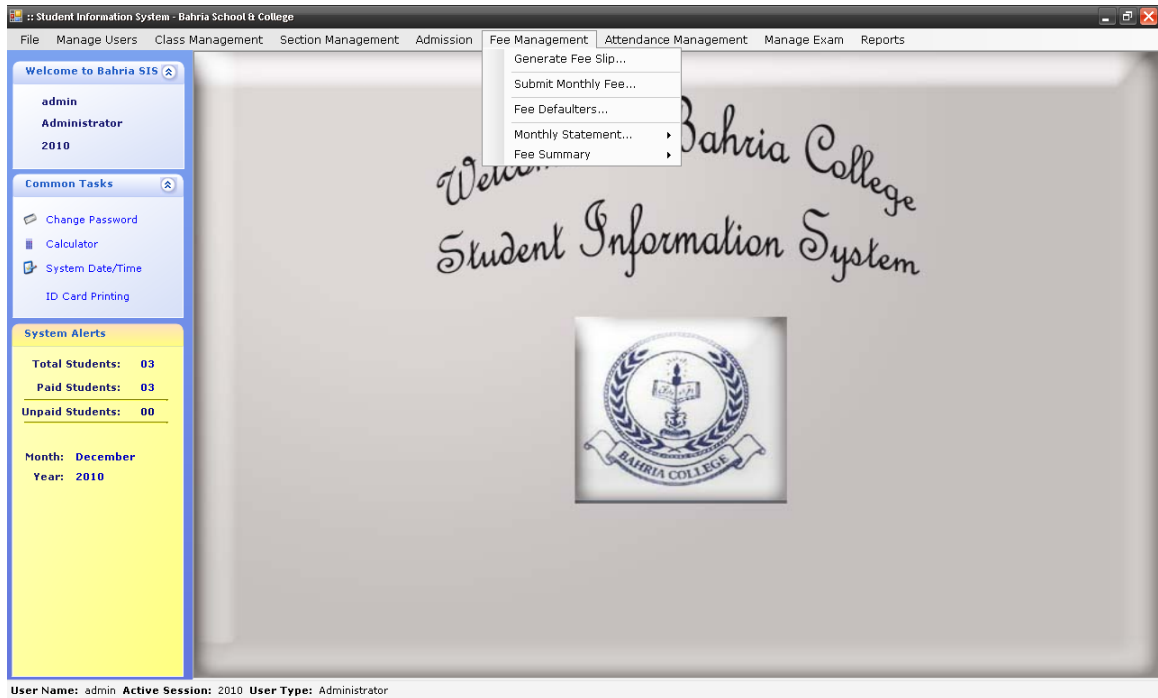 :: Student Information System - Bahria School & College
File Manage Users Class Management Section Management Admission Fee Management Attendance Management Manage Exam Reports
Generate Fee Slip...
Submit Monthly Fee...
Fee Defaulters...
Monthly Statement...
Fee Summary
Welcome to Bahria SIS
admin
Administrator
2010
Common Tasks
Change Password
Calculator
System Date/Time
ID Card Printing
System Alerts
Total Students: 03
Paid Students: 03
Unpaid Students: 00
Month: December
Year: 2010
Bahria College
Student Information System
BAHRIA COLLEGE
User Name: admin Active Session: 2010 User Type: Administrator